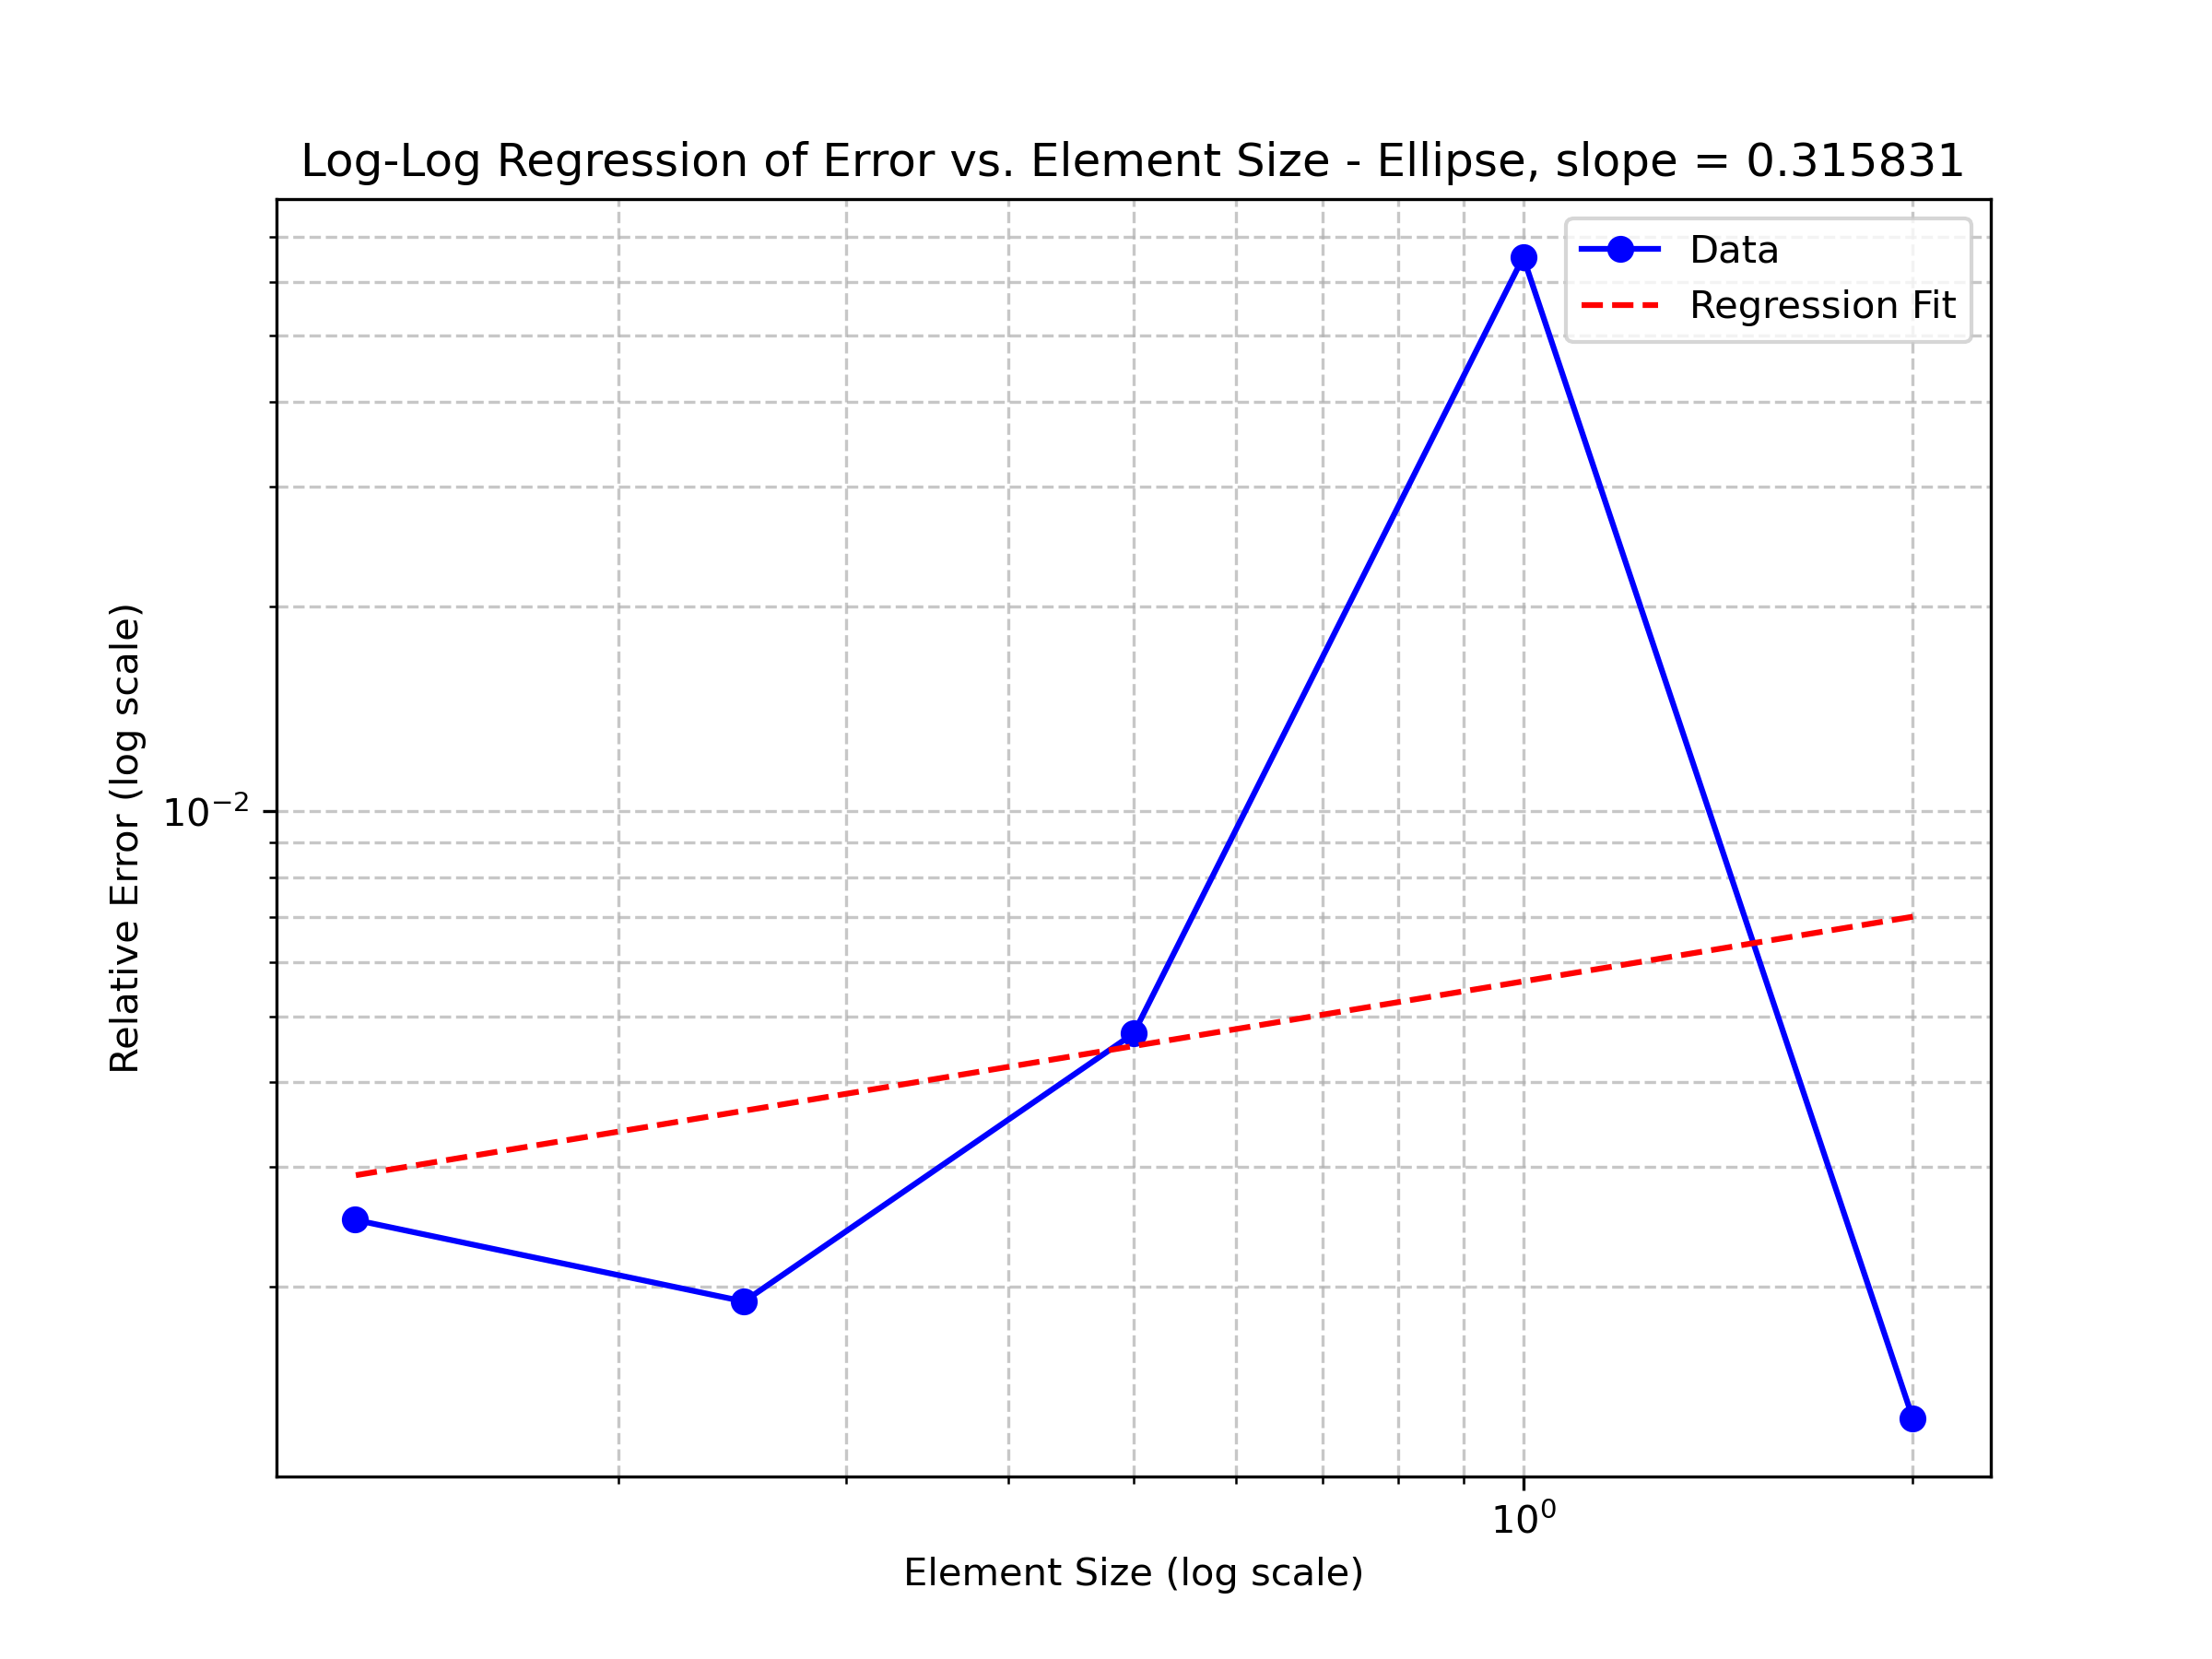 Log-Log Regression of Error vs. Element Size - Ellipse, slope = 0.315831
Data
Regression Fit
Relative Error (log scale)
10⁻²
10⁰
Element Size (log scale)